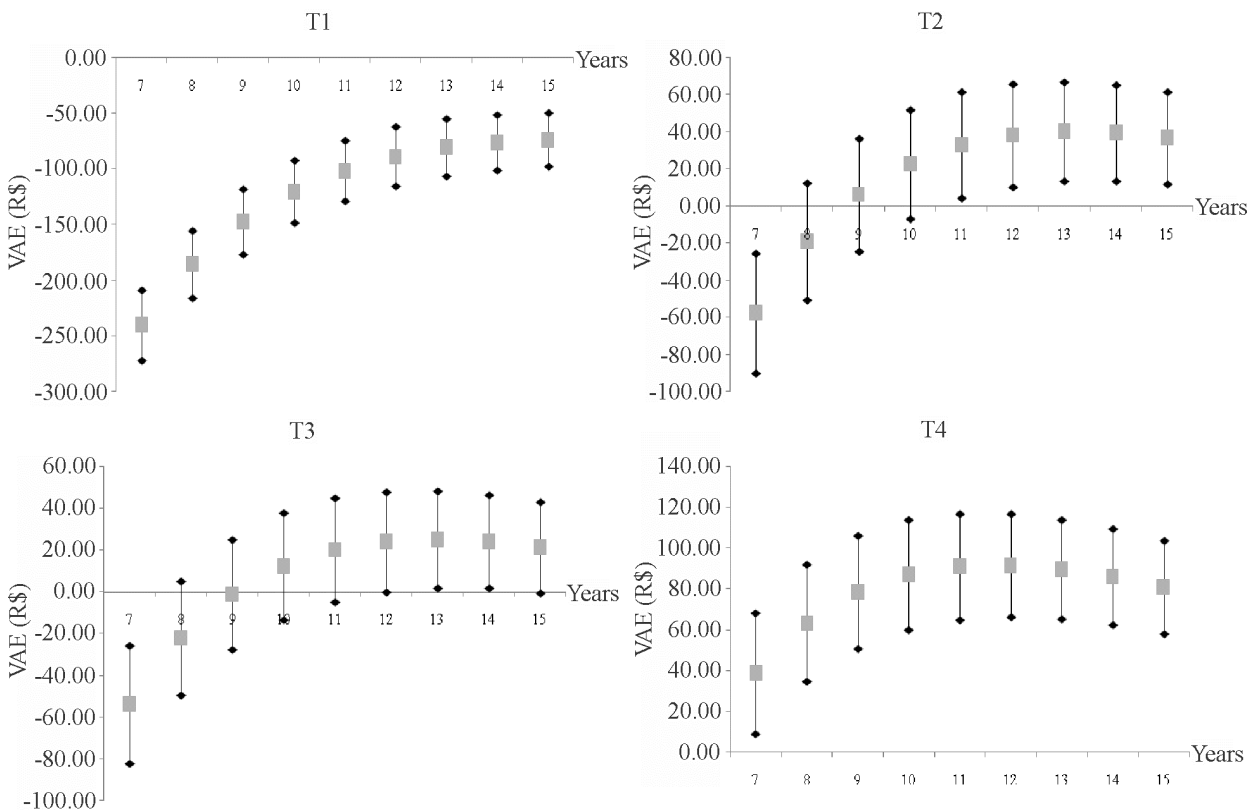 T1
0.00
-50.00
-100.00
-150.00
-200.00
-250.00
-300.00
VAE (R$)
Years
7 8 9 10 11 12 13 14 15
T2
80.00
60.00
40.00
20.00
0.00
-20.00
-40.00
-60.00
-80.00
-100.00
VAE (R$)
Years
7 8 9 10 11 12 13 14 15
T3
60.00
40.00
20.00
0.00
-20.00
-40.00
-60.00
-80.00
-100.00
VAE (R$)
Years
7 8 9 10 11 12 13 14 15
T4
140.00
120.00
100.00
80.00
60.00
40.00
20.00
0.00
VAE (R$)
Years
7 8 9 10 11 12 13 14 15